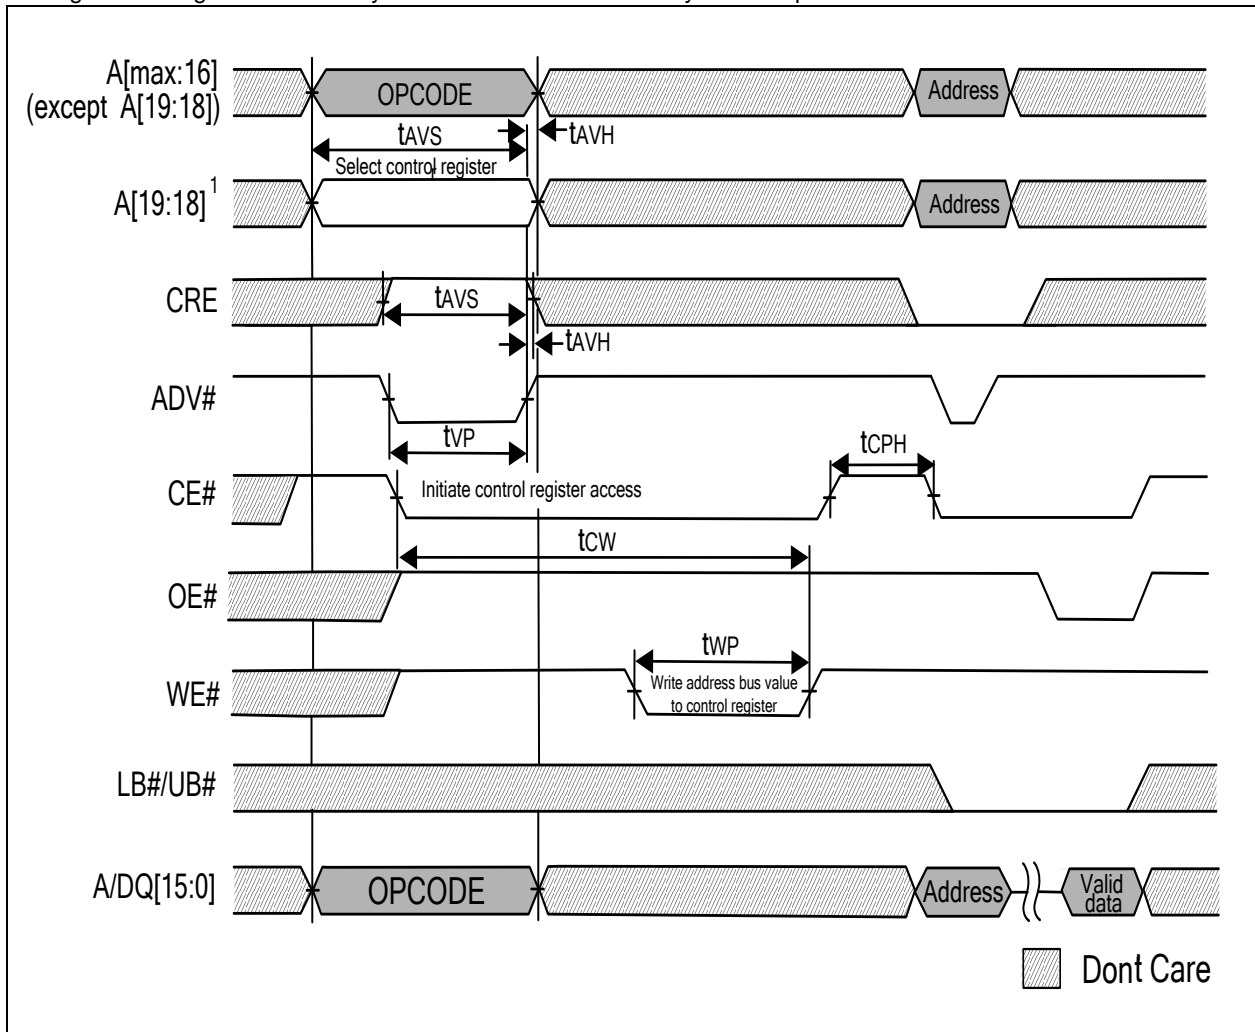 A[max:16]
(except A[19:18])
OPCODE
Address
tAVS
tAVH
Select control register
A[19:18] 1
Address
CRE
tAVS
tAVH
ADV#
tVP
tCPH
CE#
Initiate control register access
tCW
OE#
tWP
WE#
Write address bus value
to control register
LB#/UB#
A/DQ[15:0]
OPCODE
Address
Valid
data
Dont Care